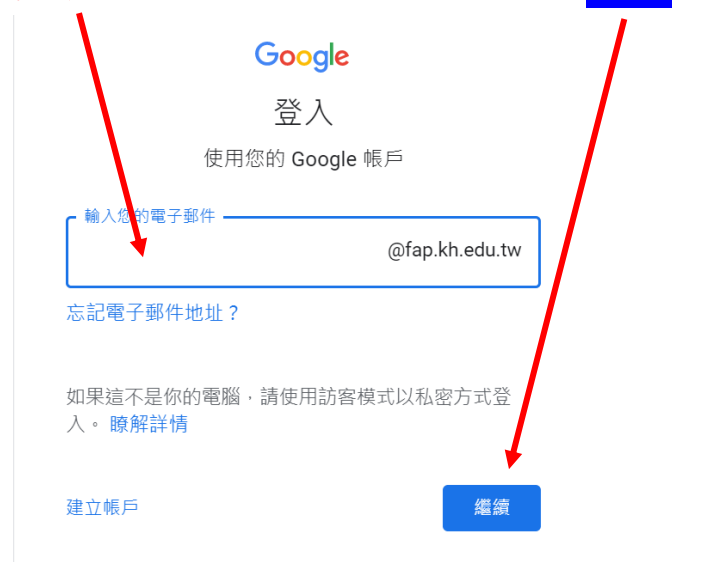 Google
登入
使用您的 Google 帳戶
輸入您的電子郵件
@fap.kh.edu.tw
忘記電子郵件地址？
如果這不是你的電腦，請使用訪客模式以私密方式登
入。 瞭解詳情
建立帳戶
繼續